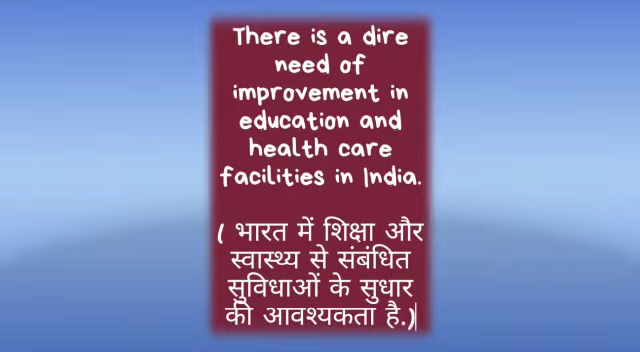 There is a dire
need of
improvement in
education and
health care
facilities in India.
( भारत में शिक्षा और
स्वास्थ्य से संबंधित
सुविधाओं के सुधार
की आवश्यकता है.)